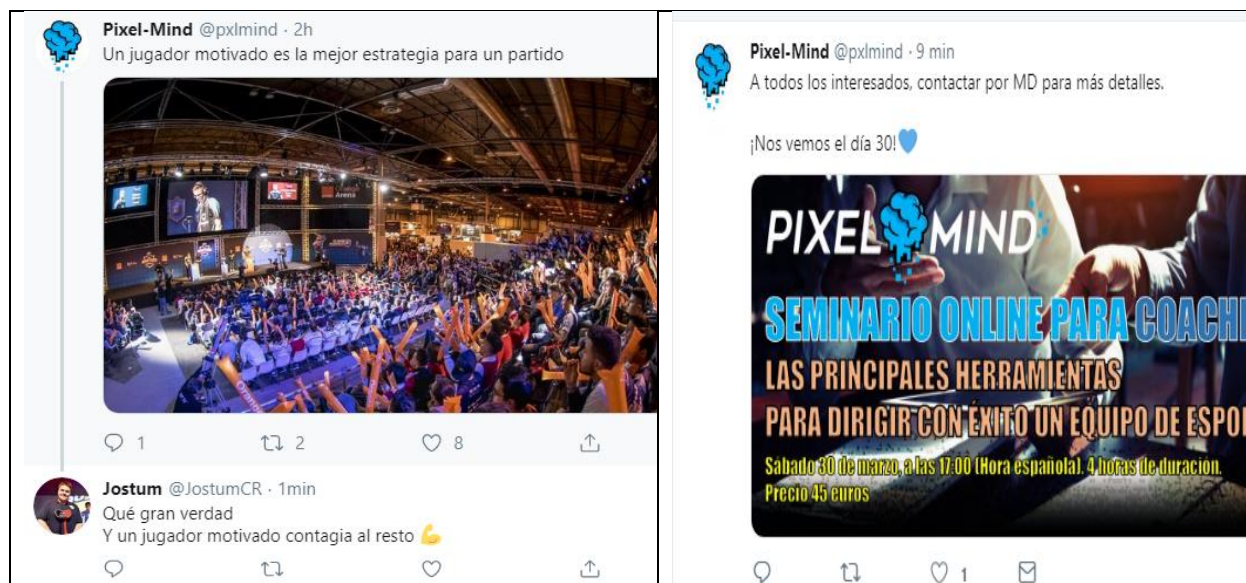 Pixel-Mind @pxlmind · 2h
Un jugador motivado es la mejor estrategia para un partido
Arena
1
2
8
Jostum @JostumCR · 1min
Qué gran verdad
Y un jugador motivado contagia al resto 💪
Pixel-Mind @pxlmind · 9 min
A todos los interesados, contactar por MD para más detalles.
¡Nos vemos el día 30!💙
PIXEL MIND
SEMINARIO ONLINE PARA COACHE
LAS PRINCIPALES HERRAMIENTAS
PARA DIRIGIR CON ÉXITO UN EQUIPO DE ESPO
Sábado 30 de marzo, a las 17:00 (Hora española). 4 horas de duración.
Precio 45 euros
1